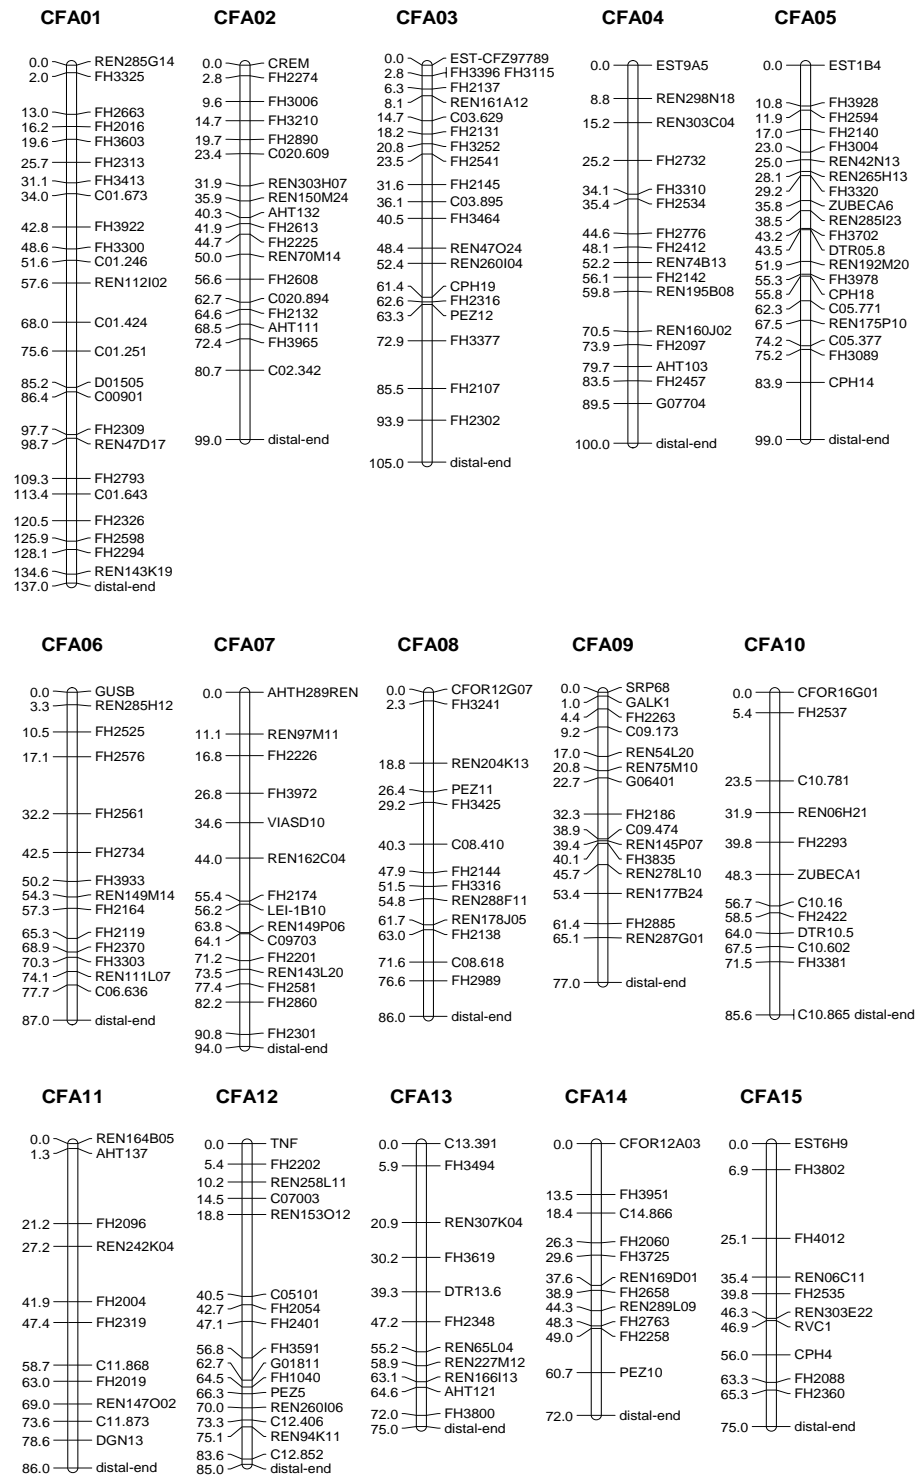 CFA01
0.0 REN285G14
2.0 FH3325
13.0 FH2663
16.2 FH2016
19.6 FH3603
25.7 FH2313
31.1 FH3413
34.0 C01.673
42.8 FH3922
48.6 FH3300
51.6 C01.246
57.6 REN112I02
68.0 C01.424
75.6 C01.251
85.2 D01505
86.4 C00901
97.7 FH2309
98.7 REN47D17
109.3 FH2793
113.4 C01.643
120.5 FH2326
125.9 FH2598
128.1 FH2294
134.6 REN143K19
137.0 distal-end
CFA02
0.0 CREM
2.8 FH2274
9.6 FH3006
14.7 FH3210
19.7 FH2890
23.4 C020.609
31.9 REN303H07
35.9 REN150M24
40.3 AHT132
41.9 FH2613
44.7 FH2225
50.0 REN70M14
56.6 FH2608
62.7 C020.894
64.6 FH2132
68.5 AHT111
72.4 FH3965
80.7 C02.342
99.0 distal-end
CFA03
0.0 EST-CFZ97789
2.8 FH3396 FH3115
6.3 FH2137
8.1 REN161A12
14.7 C03.629
18.2 FH2131
20.8 FH3252
23.5 FH2541
31.6 FH2145
36.1 C03.895
40.5 FH3464
48.4 REN47O24
52.4 REN260I04
61.4 CPH19
62.6 FH2316
63.3 PEZ12
72.9 FH3377
85.5 FH2107
93.9 FH2302
105.0 distal-end
CFA04
0.0 EST9A5
8.8 REN298N18
15.2 REN303C04
25.2 FH2732
34.1 FH3310
35.4 FH2534
44.6 FH2776
48.1 FH2412
52.2 REN74B13
56.1 FH2142
59.8 REN195B08
70.5 REN160J02
73.9 FH2097
79.7 AHT103
83.5 FH2457
89.5 G07704
100.0 distal-end
CFA05
0.0 EST1B4
10.8 FH3928
11.9 FH2594
17.0 FH2140
23.0 FH3004
25.0 REN42N13
28.1 REN265H13
29.2 FH3320
35.8 ZUBECA6
38.5 REN285I23
43.2 FH3702
43.5 DTR05.8
51.9 REN192M20
55.3 FH3978
55.8 CPH18
62.3 C05.771
67.5 REN175P10
74.2 C05.377
75.2 FH3089
83.9 CPH14
99.0 distal-end
CFA06
0.0 GUSB
3.3 REN285H12
10.5 FH2525
17.1 FH2576
32.2 FH2561
42.5 FH2734
50.2 FH3933
54.3 REN149M14
57.3 FH2164
65.3 FH2119
68.9 FH2370
70.3 FH3303
74.1 REN111L07
77.7 C06.636
87.0 distal-end
CFA07
0.0 AHTH289REN
11.1 REN97M11
16.8 FH2226
26.8 FH3972
34.6 VIASD10
44.0 REN162C04
55.4 FH2174
56.2 LEI-1B10
63.8 REN149P06
64.1 C09703
71.2 FH2201
73.5 REN143L20
77.4 FH2581
82.2 FH2860
90.8 FH2301
94.0 distal-end
CFA08
0.0 CFOR12G07
2.3 FH3241
18.8 REN204K13
26.4 PEZ11
29.2 FH3425
40.3 C08.410
47.9 FH2144
51.5 FH3316
54.8 REN288F11
61.7 REN178J05
63.0 FH2138
71.6 C08.618
76.6 FH2989
86.0 distal-end
CFA09
0.0 SRP68
1.0 GALK1
4.4 FH2263
9.2 C09.173
17.0 REN54L20
20.8 REN75M10
22.7 G06401
32.3 FH2186
38.9 C09.474
39.4 REN145P07
40.1 FH3835
45.7 REN278L10
53.4 REN177B24
61.4 FH2885
65.1 REN287G01
77.0 distal-end
CFA10
0.0 CFOR16G01
5.4 FH2537
23.5 C10.781
31.9 REN06H21
39.8 FH2293
48.3 ZUBECA1
56.7 C10.16
58.5 FH2422
64.0 DTR10.5
67.5 C10.602
71.5 FH3381
85.6 C10.865 distal-end
CFA11
0.0 REN164B05
1.3 AHT137
21.2 FH2096
27.2 REN242K04
41.9 FH2004
47.4 FH2319
58.7 C11.868
63.0 FH2019
69.0 REN147O02
73.6 C11.873
78.6 DGN13
86.0 distal-end
CFA12
0.0 TNF
5.4 FH2202
10.2 REN258L11
14.5 C07003
18.8 REN153O12
40.5 C05101
42.7 FH2054
47.1 FH2401
56.8 FH3591
62.7 G01811
64.5 FH1040
66.3 PEZ5
70.0 REN260I06
73.3 C12.406
75.1 REN94K11
83.6 C12.852
85.0 distal-end
CFA13
0.0 C13.391
5.9 FH3494
20.9 REN307K04
30.2 FH3619
39.3 DTR13.6
47.2 FH2348
55.2 REN65L04
58.9 REN227M12
63.1 REN166I13
64.6 AHT121
72.0 FH3800
75.0 distal-end
CFA14
0.0 CFOR12A03
13.5 FH3951
18.4 C14.866
26.3 FH2060
29.6 FH3725
37.6 REN169D01
38.9 FH2658
44.3 REN289L09
48.3 FH2763
49.0 FH2258
60.7 PEZ10
72.0 distal-end
CFA15
0.0 EST6H9
6.9 FH3802
25.1 FH4012
35.4 REN06C11
39.8 FH2535
46.3 REN303E22
46.9 RVC1
56.0 CPH4
63.3 FH2088
65.3 FH2360
75.0 distal-end